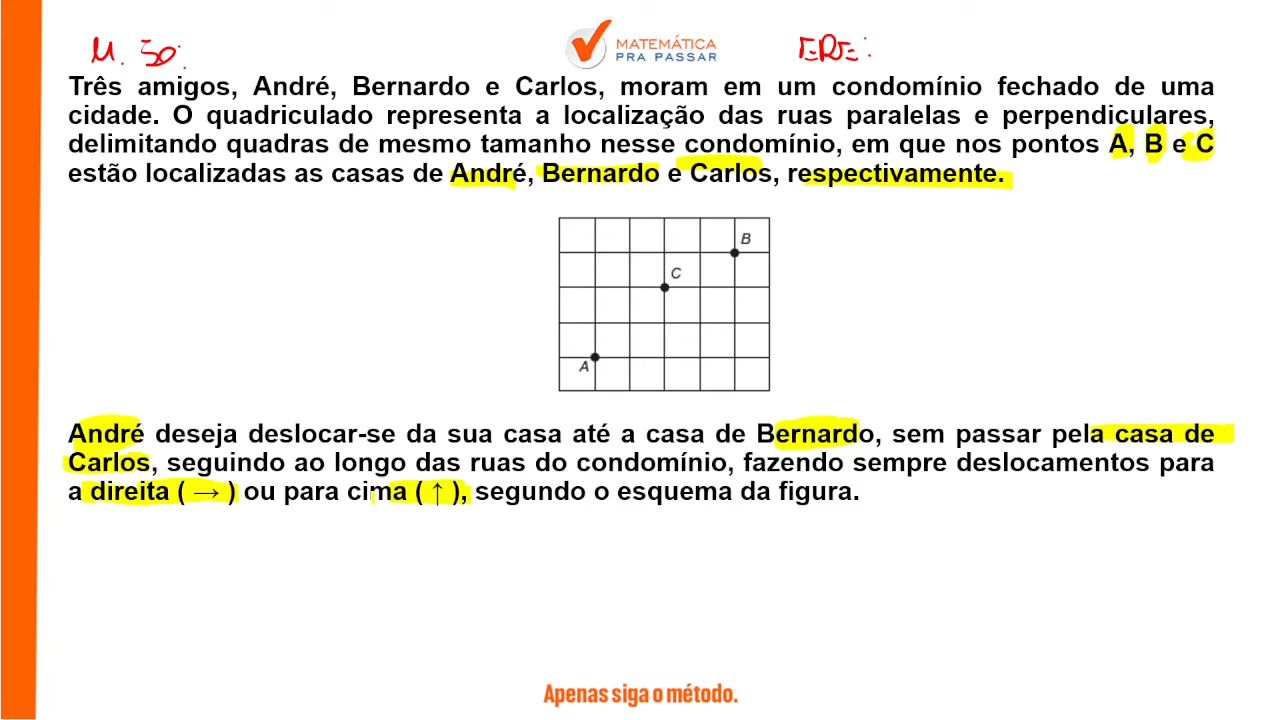 M. 50:
MATEMÁTICA
PRA PASSAR
ERE:
Três amigos, André, Bernardo e Carlos, moram em um condomínio fechado de uma
cidade. O quadriculado representa a localização das ruas paralelas e perpendiculares,
delimitando quadras de mesmo tamanho nesse condomínio, em que nos pontos A, B e C
estão localizadas as casas de André, Bernardo e Carlos, respectivamente.
B
C
A
André deseja deslocar-se da sua casa até a casa de Bernardo, sem passar pela casa de
Carlos, seguindo ao longo das ruas do condomínio, fazendo sempre deslocamentos para
a direita ( → ) ou para cima ( ↑ ), segundo o esquema da figura.
Apenas siga o método.